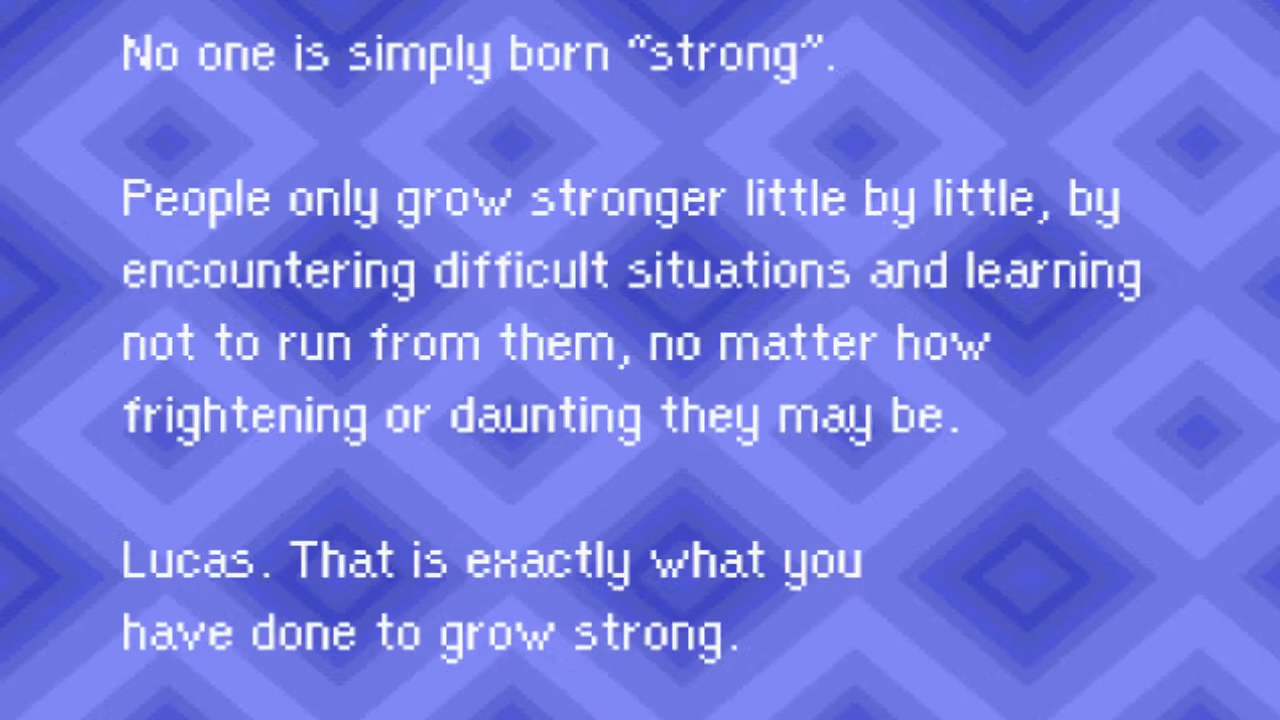 No one is simply born “strong”.
People only grow stronger little by little, by
encountering difficult situations and learning
not to run from them, no matter how
frightening or daunting they may be.
Lucas. That is exactly what you
have done to grow strong.